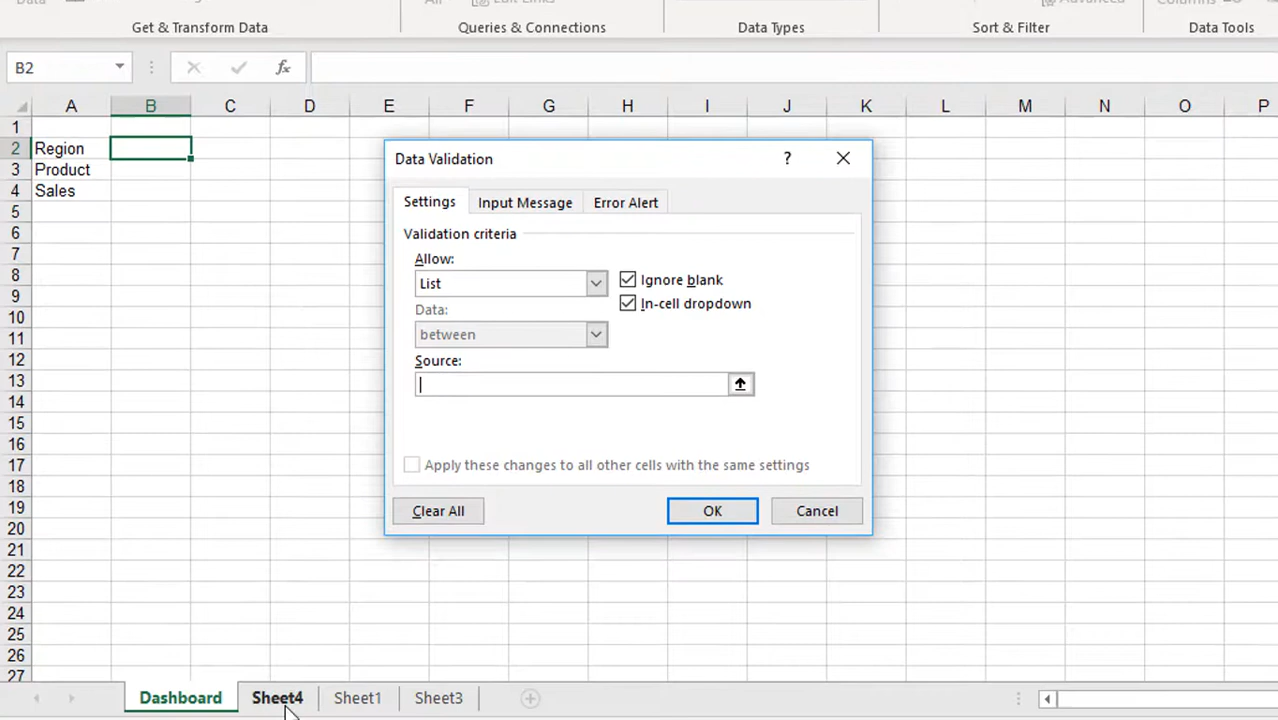 Data
All
Edit Links
Advanced
Columns
Get & Transform Data
Queries & Connections
Data Types
Sort & Filter
Data Tools
B2
fx
A B C D E F G H I J K L M N O P
1
2 Region
3 Product
4 Sales
5
6
7
8
9
10
11
12
13
14
15
16
17
18
19
20
21
22
23
24
25
26
27
Data Validation
?
Settings Input Message Error Alert
Validation criteria
Allow:
List
Ignore blank
In-cell dropdown
Data:
between
Source:
Apply these changes to all other cells with the same settings
Clear All OK Cancel
Dashboard Sheet4 Sheet1 Sheet3